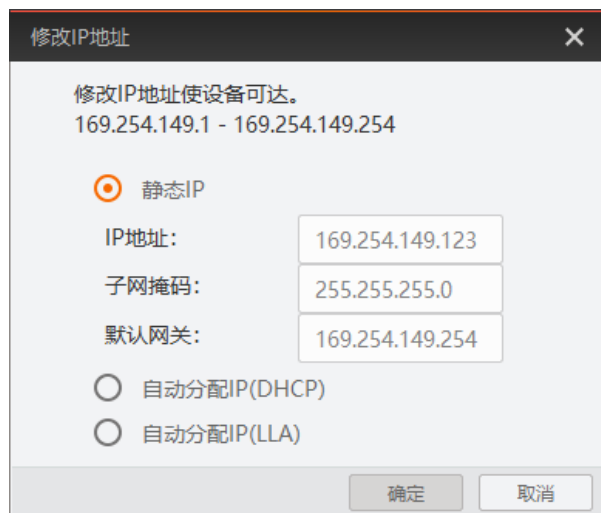 修改IP地址
修改IP地址使设备可达。
169.254.149.1 - 169.254.149.254
静态IP
IP地址: 169.254.149.123
子网掩码: 255.255.255.0
默认网关: 169.254.149.254
自动分配IP(DHCP)
自动分配IP(LLA)
确定 取消